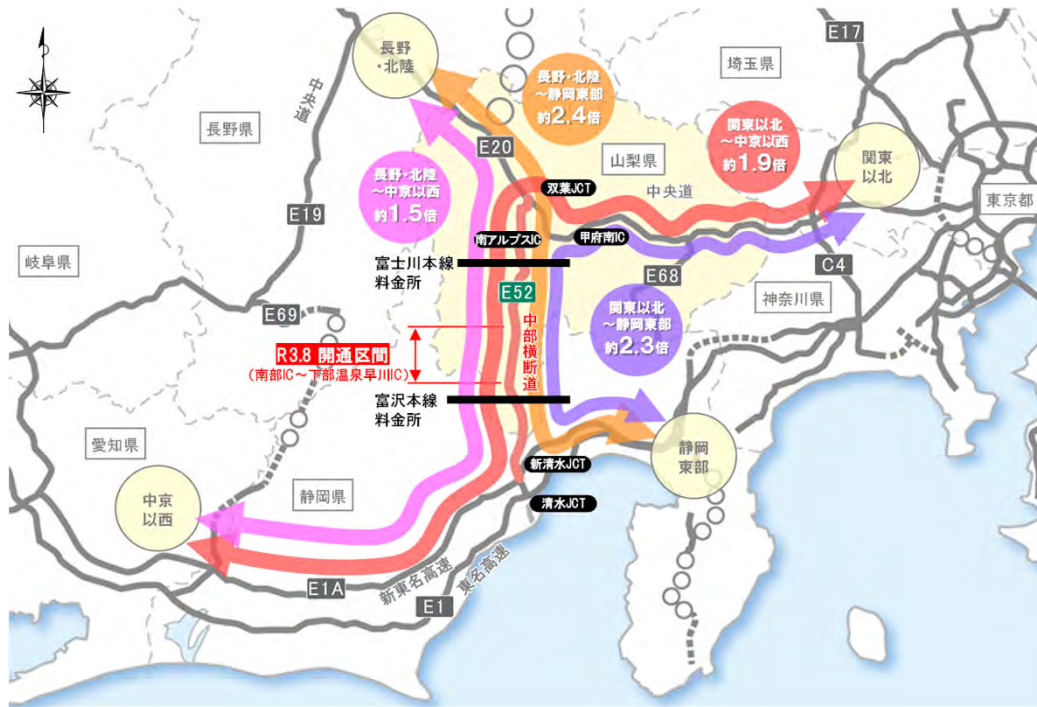 長野
・北陸
中央道
長野県
E19
岐阜県
E69
R3.8 開通区間
(南部IC～下部温泉早川IC)
愛知県
中京
以西
静岡県
長野・北陸
～中京以西
約1.5倍
E20
長野・北陸
～静岡東部
約2.4倍
山梨県
双葉JCT
中央道
関東以北
～中京以西
約1.9倍
埼玉県
E17
関東
以北
東京都
南アルプスIC
甲府南IC
富士川本線
料金所
E52
中部横断道
E68
C4
神奈川県
関東以北
～静岡東部
約2.3倍
富沢本線
料金所
新清水JCT
清水JCT
静岡
東部
E1A
新東名高速
E1
東名高速